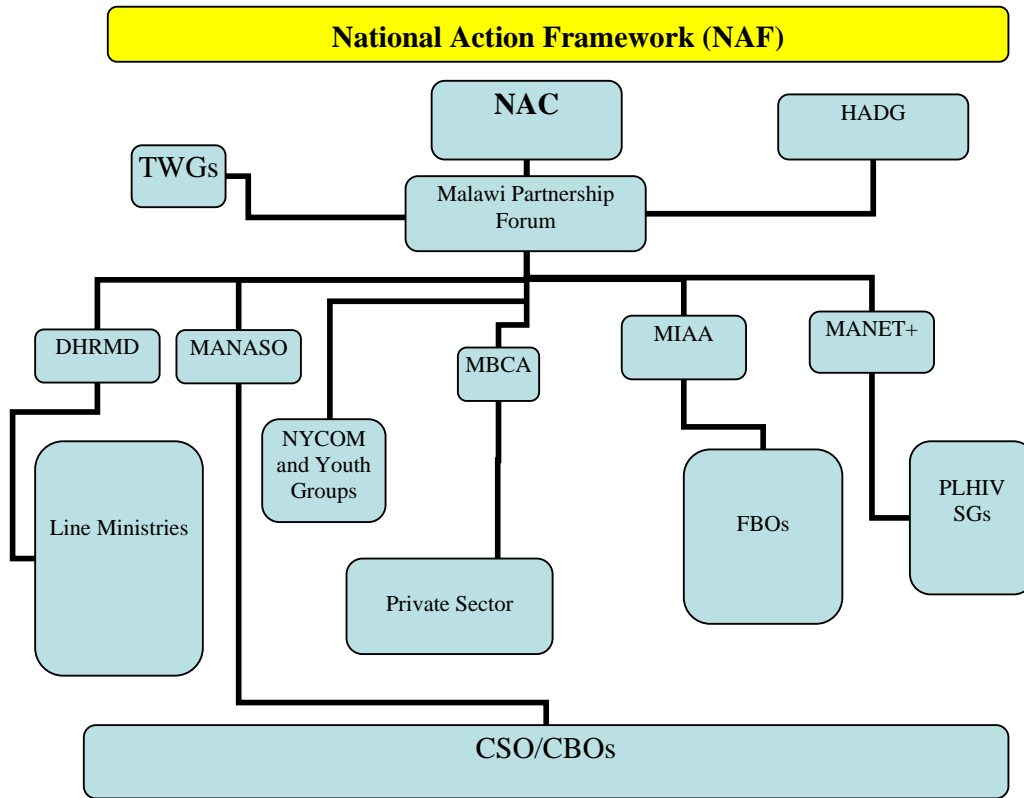 National Action Framework (NAF)
NAC
HADG
TWGs
Malawi Partnership
Forum
DHRMD
MANASO
MBCA
MIAA
MANET+
NYCOM
and Youth
Groups
Line Ministries
Private Sector
FBOs
PLHIV
SGs
CSO/CBOs